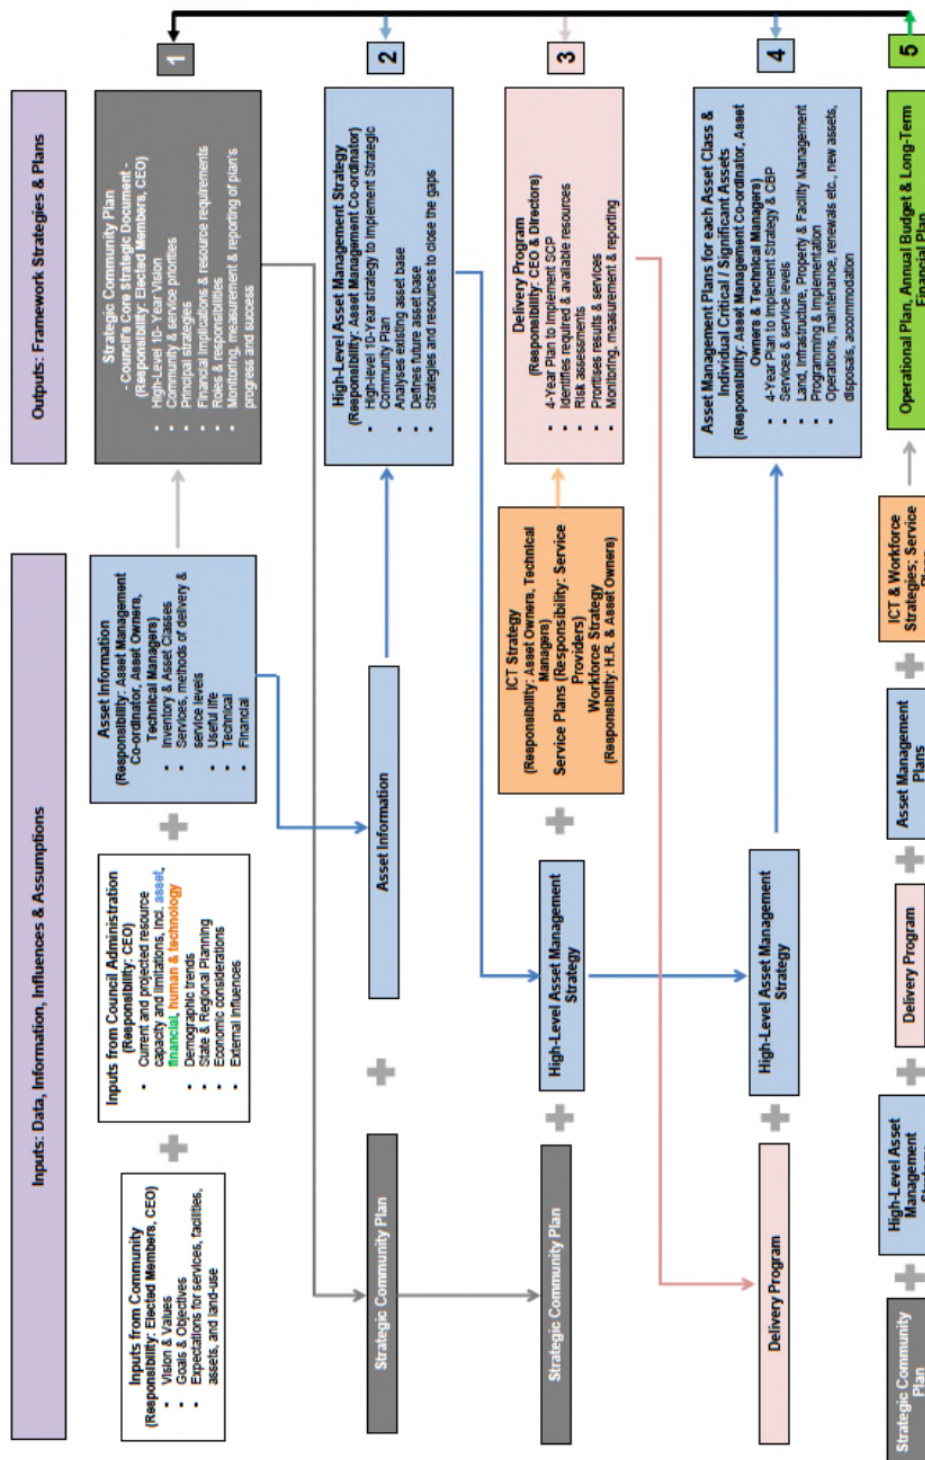 Inputs: Data, Information, Influences & Assumptions
Outputs: Framework Strategies & Plans
Inputs from Community
(Responsibility: Elected Members, CEO)
▪ Vision & Values
▪ Goals & Objectives
▪ Expectations for services, facilities,
assets, and land-use
Inputs from Council Administration
(Responsibility: CEO)
▪ Current and projected resource
capacity and limitations, incl. asset,
financial, human & technology
▪ Demographic trends
▪ State & Regional Planning
▪ Economic considerations
▪ External Influences
Asset Information
(Responsibility: Asset Management
Co-ordinator, Asset Owners,
Technical Managers)
▪ Inventory & Asset Classes
▪ Services, methods of delivery &
service levels
▪ Useful life
▪ Technical
▪ Financial
Strategic Community Plan
- Council's Core Strategic Document -
(Responsibility: Elected Members, CEO)
▪ High-Level 10- Year Vision
▪ Community & service priorities
▪ Principal strategies
▪ Financial Implications & resource requirements
▪ Roles & responsibilities
▪ Monitoring, measurement & reporting of plan's
progress and success
1
Strategic Community Plan
Asset Information
High-Level Asset Management Strategy
(Responsibility: Asset Management Co-ordinator)
▪ High-level 10-Year strategy to Implement Strategic
Community Plan
▪ Analyses existing asset base
▪ Defines future asset base
▪ Strategies and resources to close the gaps
2
Strategic Community Plan
High-Level Asset Management
Strategy
ICT Strategy
(Responsibility: Asset Owners, Technical
Managers)
Service Plans (Responsibility: Service
Providers)
Workforce Strategy
(Responsibility: H.R. & Asset Owners)
Delivery Program
(Responsibility: CEO & Directors)
▪ 4-Year Plan to Implement SCP
▪ Identifies required & available resources
▪ Risk assessments
▪ Prioritises results & services
▪ Monitoring, measurement & reporting
3
Delivery Program
High-Level Asset Management
Strategy
Asset Management Plans for each Asset Class &
Individual Critical / Significant Assets
(Responsibility: Asset Management Co-ordinator, Asset
Owners & Technical Managers)
▪ 4-Year Plan to Implement Strategy & CBP
▪ Services & service levels
▪ Land, Infrastructure, Property & Facility Management
▪ Programming & Implementation
▪ Operations, maintenance, renewals etc., new assets,
disposals, accommodation
4
Strategic Community
Plan
High-Level Asset
Management
Delivery Program
Asset Management
Plans
ICT & Workforce
Strategies; Service
Operational Plan, Annual Budget & Long-Term
Financial Plan
5